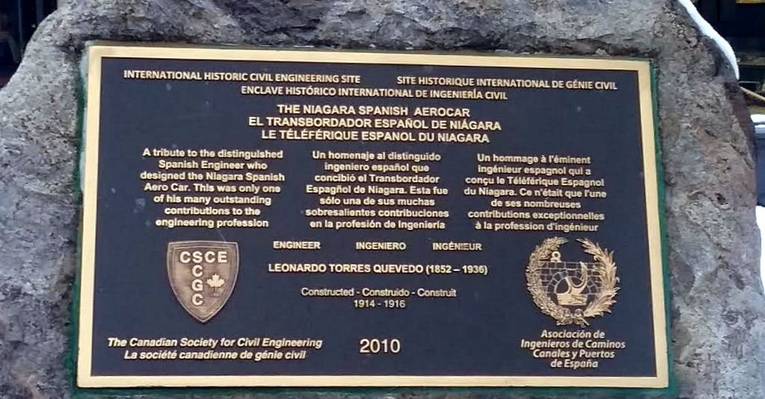 INTERNATIONAL HISTORIC CIVIL ENGINEERING SITE
SITE HISTORIQUE INTERNATIONAL DE GÉNIE CIVIL
ENCLAVE HISTÓRICO INTERNATIONAL DE INGENIERÍA CIVIL
THE NIAGARA SPANISH AEROCAR
EL TRANSBORDADOR ESPAÑOL DE NIÁGARA
LE TÉLÉFÉRIQUE ESPANOL DU NIAGARA
A tribute to the distinguished
Spanish Engineer who
designed the Niagara Spanish
Aero Car. This was only one
of his many outstanding
contributions to the
engineering profession
Un homenaje al distinguido
ingeniero español que
concibió el Transbordador
Espagñol de Niagara. Esta fue
sólo una de sus muchas
sobresalientes contribuciones
en la profesión de ingeniería
Un hommage à l'éminent
ingénieur espagnol qui a
conçu le Téléférique Espagnol
du Niagara. Ce n'était que l'une
de ses nombreuses
contributions exceptionnelles
à la profession d'ingénieur
ENGINEER INGENIERO INGÉNIEUR
LEONARDO TORRES QUEVEDO (1852 – 1936)
Constructed - Construido - Construit
1914 - 1916
CSCE
C
G
C
The Canadian Society for Civil Engineering
La société canadienne de génie civil
2010
Asociación de
Ingenieros de Caminos
Canales y Puertos
de España